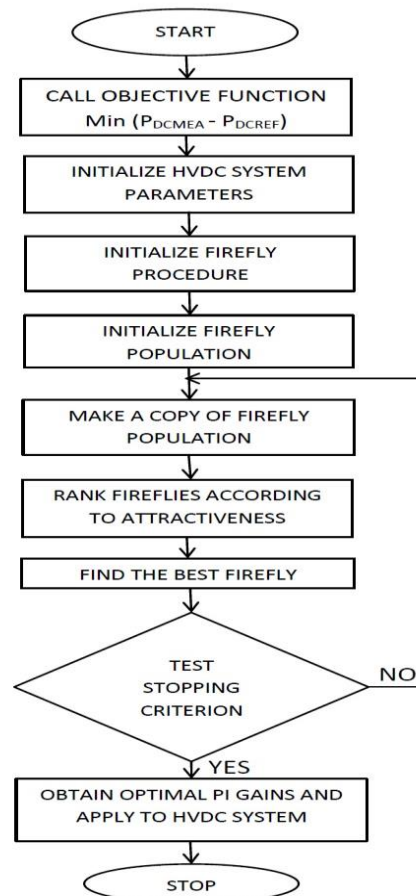 START
CALL OBJECTIVE FUNCTION
Min (PDCMEA - PDCREF)
INITIALIZE HVDC SYSTEM
PARAMETERS
INITIALIZE FIREFLY
PROCEDURE
INITIALIZE FIREFLY
POPULATION
MAKE A COPY OF FIREFLY
POPULATION
RANK FIREFLIES ACCORDING
TO ATTRACTIVENESS
FIND THE BEST FIREFLY
TEST
STOPPING
CRITERION
NO
YES
OBTAIN OPTIMAL PI GAINS AND
APPLY TO HVDC SYSTEM
STOP